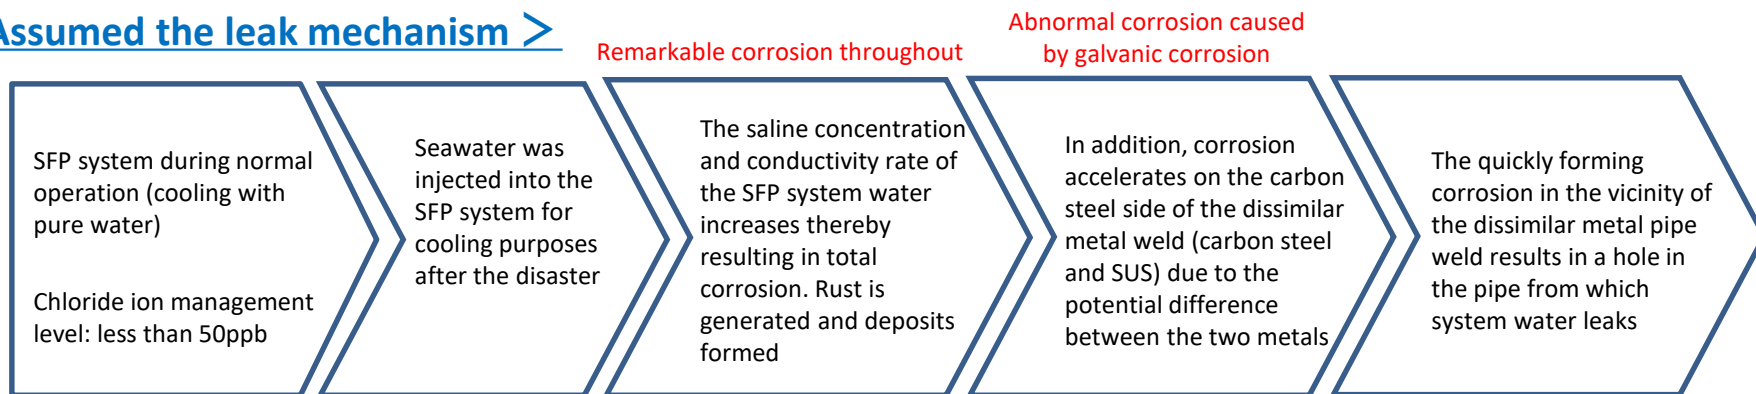 Assumed the leak mechanism >
Remarkable corrosion throughout
Abnormal corrosion caused
by galvanic corrosion
SFP system during normal
operation (cooling with
pure water)
Chloride ion management
level: less than 50ppb
Seawater was
injected into the
SFP system for
cooling purposes
after the disaster
The saline concentration
and conductivity rate of
the SFP system water
increases thereby
resulting in total
corrosion. Rust is
generated and deposits
formed
In addition, corrosion
accelerates on the carbon
steel side of the dissimilar
metal weld (carbon steel
and SUS) due to the
potential difference
between the two metals
The quickly forming
corrosion in the vicinity of
the dissimilar metal pipe
weld results in a hole in
the pipe from which
system water leaks